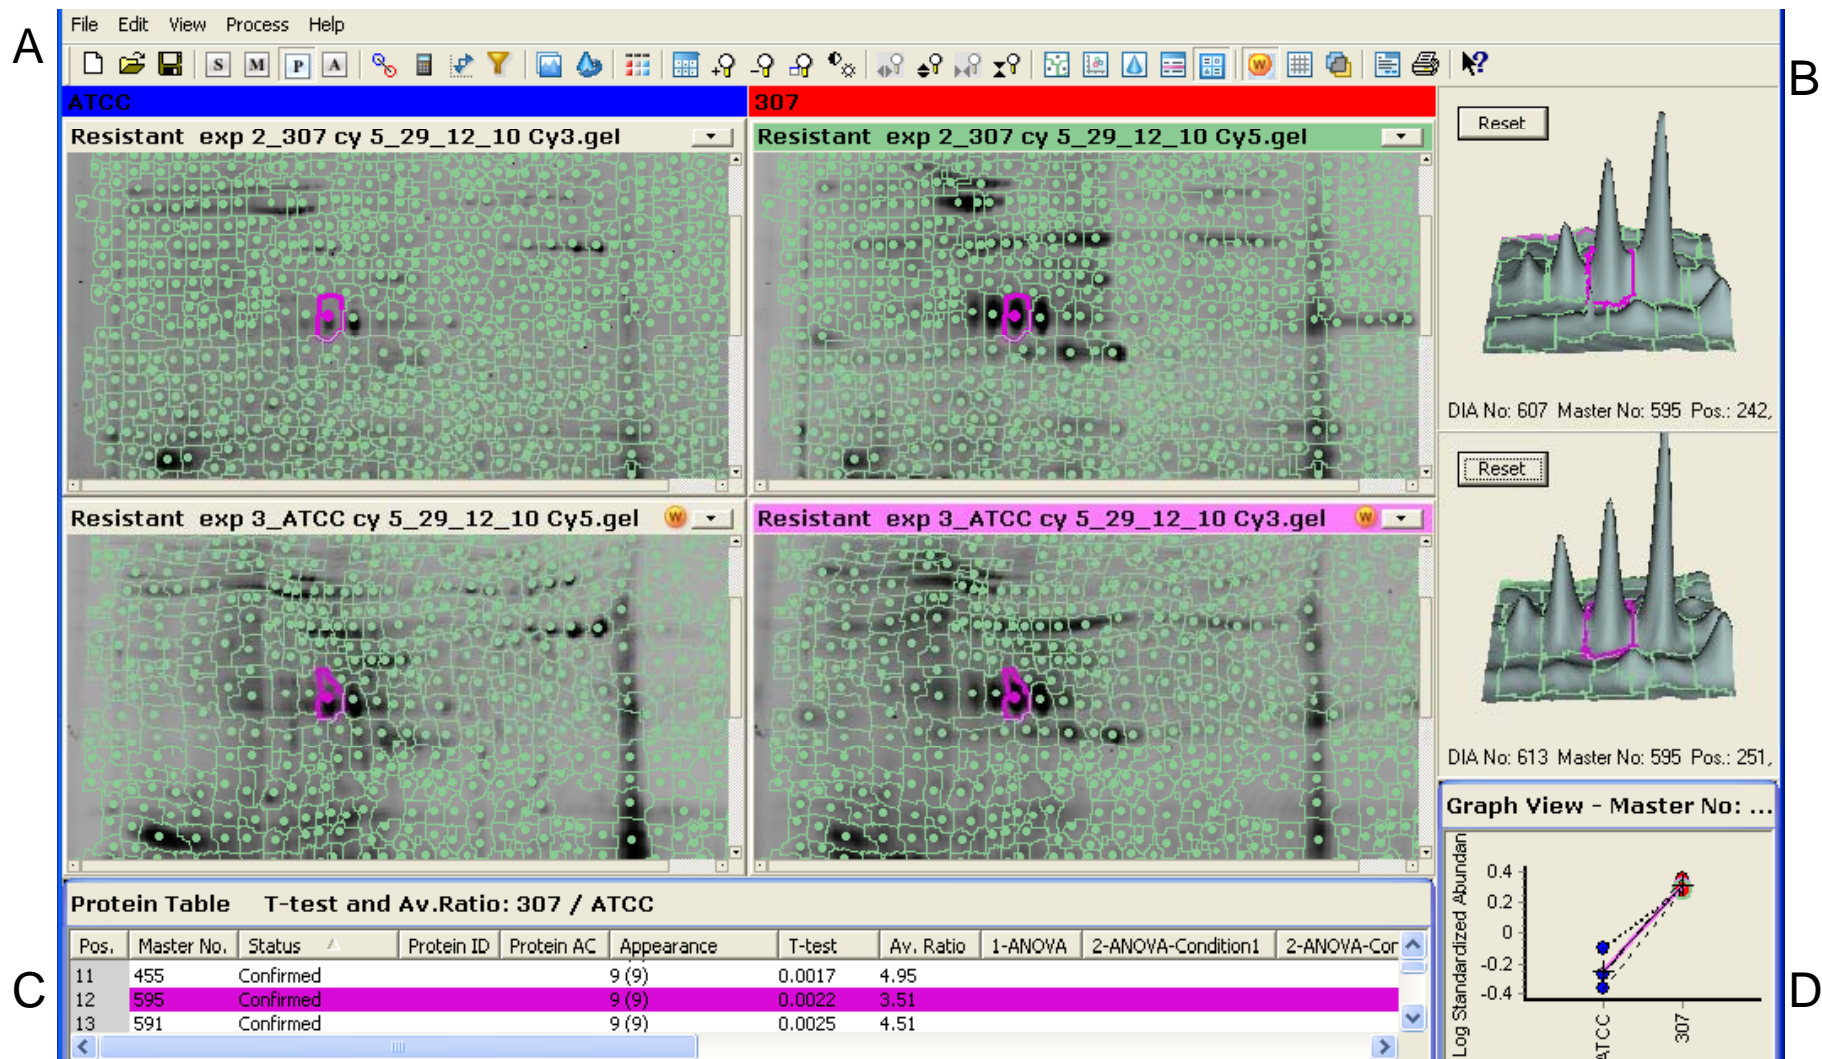 A
B
File Edit View Process Help
S M P A W ?
ATCC
307
Resistant exp 2_307 cy 5_29_12_10 Cy3.gel
Resistant exp 2_307 cy 5_29_12_10 Cy5.gel
Reset
DIA No: 607 Master No: 595 Pos.: 242,
Resistant exp 3_ATCC cy 5_29_12_10 Cy5.gel W
Resistant exp 3_ATCC cy 5_29_12_10 Cy3.gel W
Reset
DIA No: 613 Master No: 595 Pos.: 251,
C
Protein Table T-test and Av.Ratio: 307 / ATCC
Pos. Master No. Status Protein ID Protein AC Appearance T-test Av. Ratio 1-ANOVA 2-ANOVA-Condition1 2-ANOVA-Cor
11 455 Confirmed 9 (9) 0.0017 4.95
12 595 Confirmed 9 (9) 0.0022 3.51
13 591 Confirmed 9 (9) 0.0025 4.51
D
Graph View - Master No: ...
Log Standardized Abundan
0.4
0.2
0
-0.2
-0.4
ATCC
307